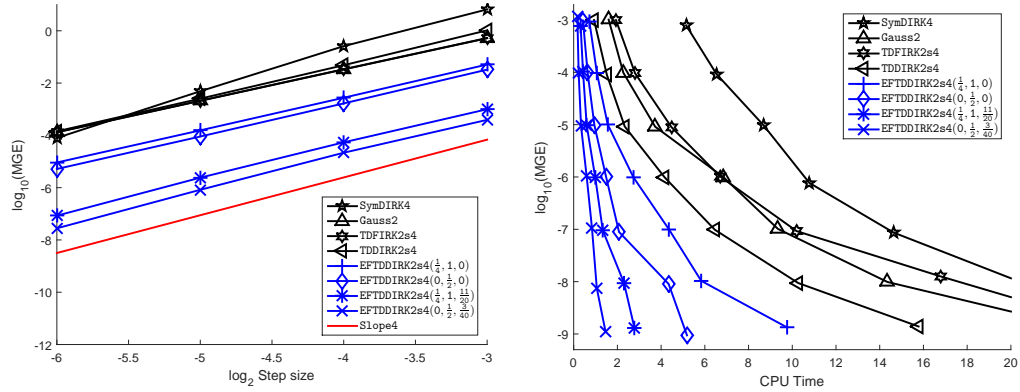 0
-2
-4
-6
-8
-10
-12
-6
-5.5
-5
-4.5
-4
-3.5
-3
log₂ Step size
log₁₀(MGE)
SymDIRK4
Gauss2
TDFIRK2s4
TDDIRK2s4
EFTDDIRK2s4(1/4, 1, 0)
EFTDDIRK2s4(0, 1/2, 0)
EFTDDIRK2s4(1/4, 1, 11/20)
EFTDDIRK2s4(0, 1/2, 3/40)
Slope4
-3
-4
-5
-6
-7
-8
-9
0
2
4
6
8
10
12
14
16
18
20
CPU Time
log₁₀(MGE)
SymDIRK4
Gauss2
TDFIRK2s4
TDDIRK2s4
EFTDDIRK2s4(1/4, 1, 0)
EFTDDIRK2s4(0, 1/2, 0)
EFTDDIRK2s4(1/4, 1, 11/20)
EFTDDIRK2s4(0, 1/2, 3/40)